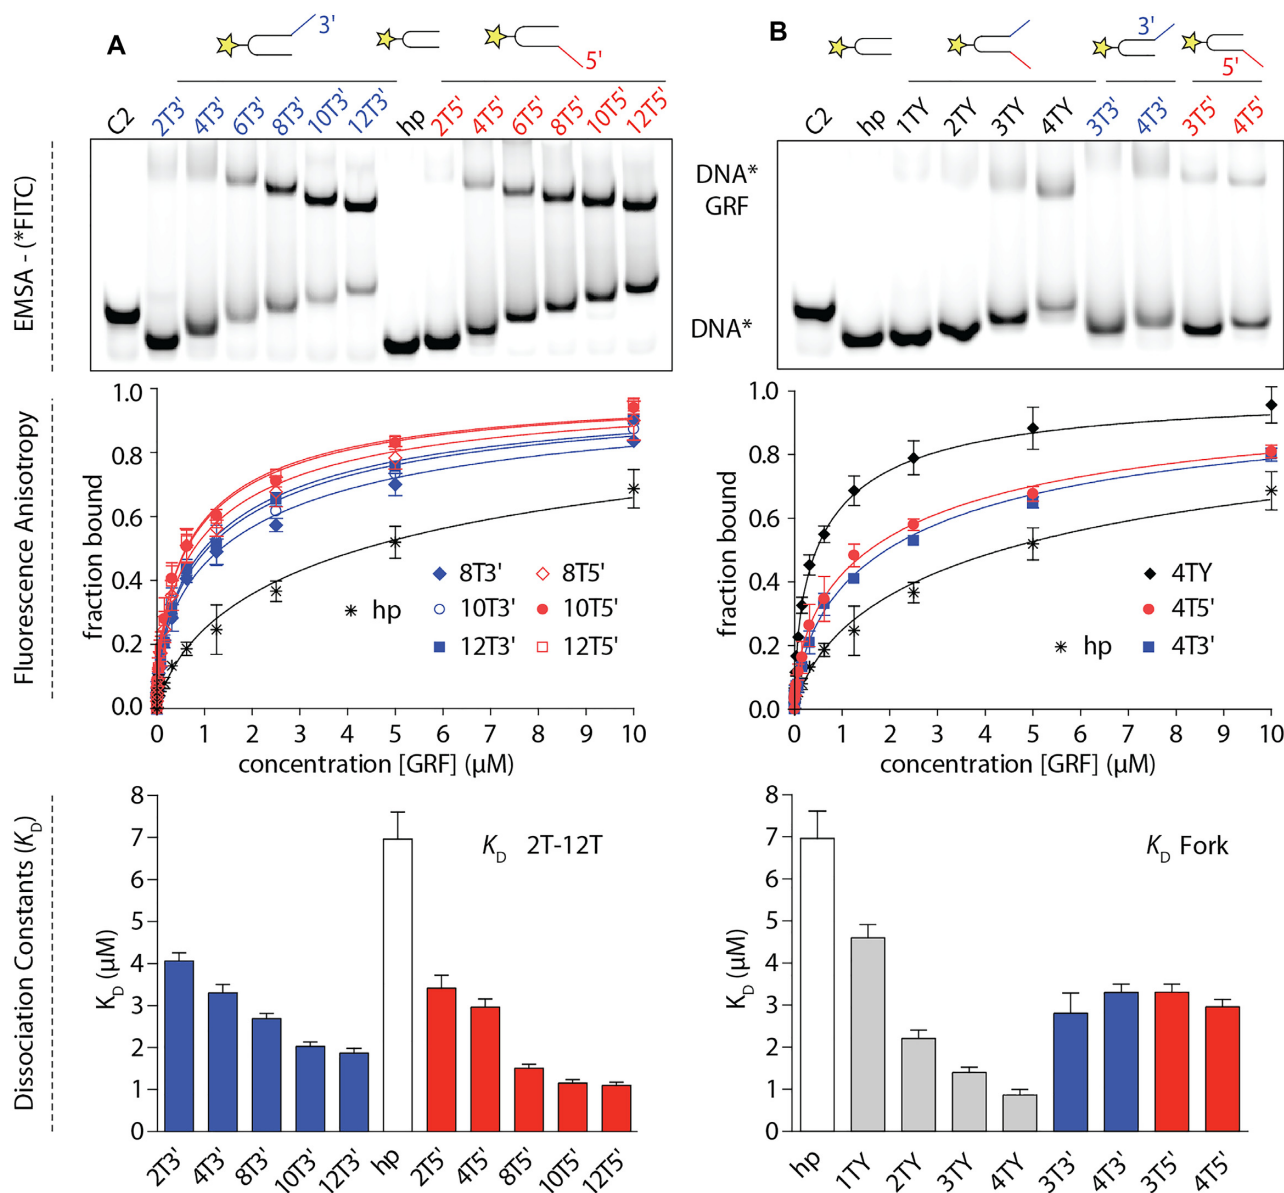 A
3'
5'
C2 2T3' 4T3' 6T3' 8T3' 10T3' 12T3' hp 2T5' 4T5' 6T5' 8T5' 10T5' 12T5'
EMSA - (*FITC)
B
3'
5'
C2 hp 1TY 2TY 3TY 4TY 3T3' 4T3' 3T5' 4T5'
DNA*
GRF
DNA*
Fluorescence Anisotropy
fraction bound
1.0
0.8
0.6
0.4
0.2
0.0
hp
8T3' 8T5'
10T3' 10T5'
12T3' 12T5'
0 1 2 3 4 5 6 7 8 9 10
concentration [GRF] (μM)
fraction bound
1.0
0.8
0.6
0.4
0.2
0.0
hp
4TY
4T5'
4T3'
0 1 2 3 4 5 6 7 8 9 10
concentration [GRF] (μM)
Dissociation Constants (KD)
KD (μM)
8
7
6
5
4
3
2
1
0
KD 2T-12T
2T3' 4T3' 8T3' 10T3' 12T3' hp 2T5' 4T5' 8T5' 10T5' 12T5'
KD (μM)
8
7
6
5
4
3
2
1
0
KD Fork
hp 1TY 2TY 3TY 4TY 3T3' 4T3' 3T5' 4T5'